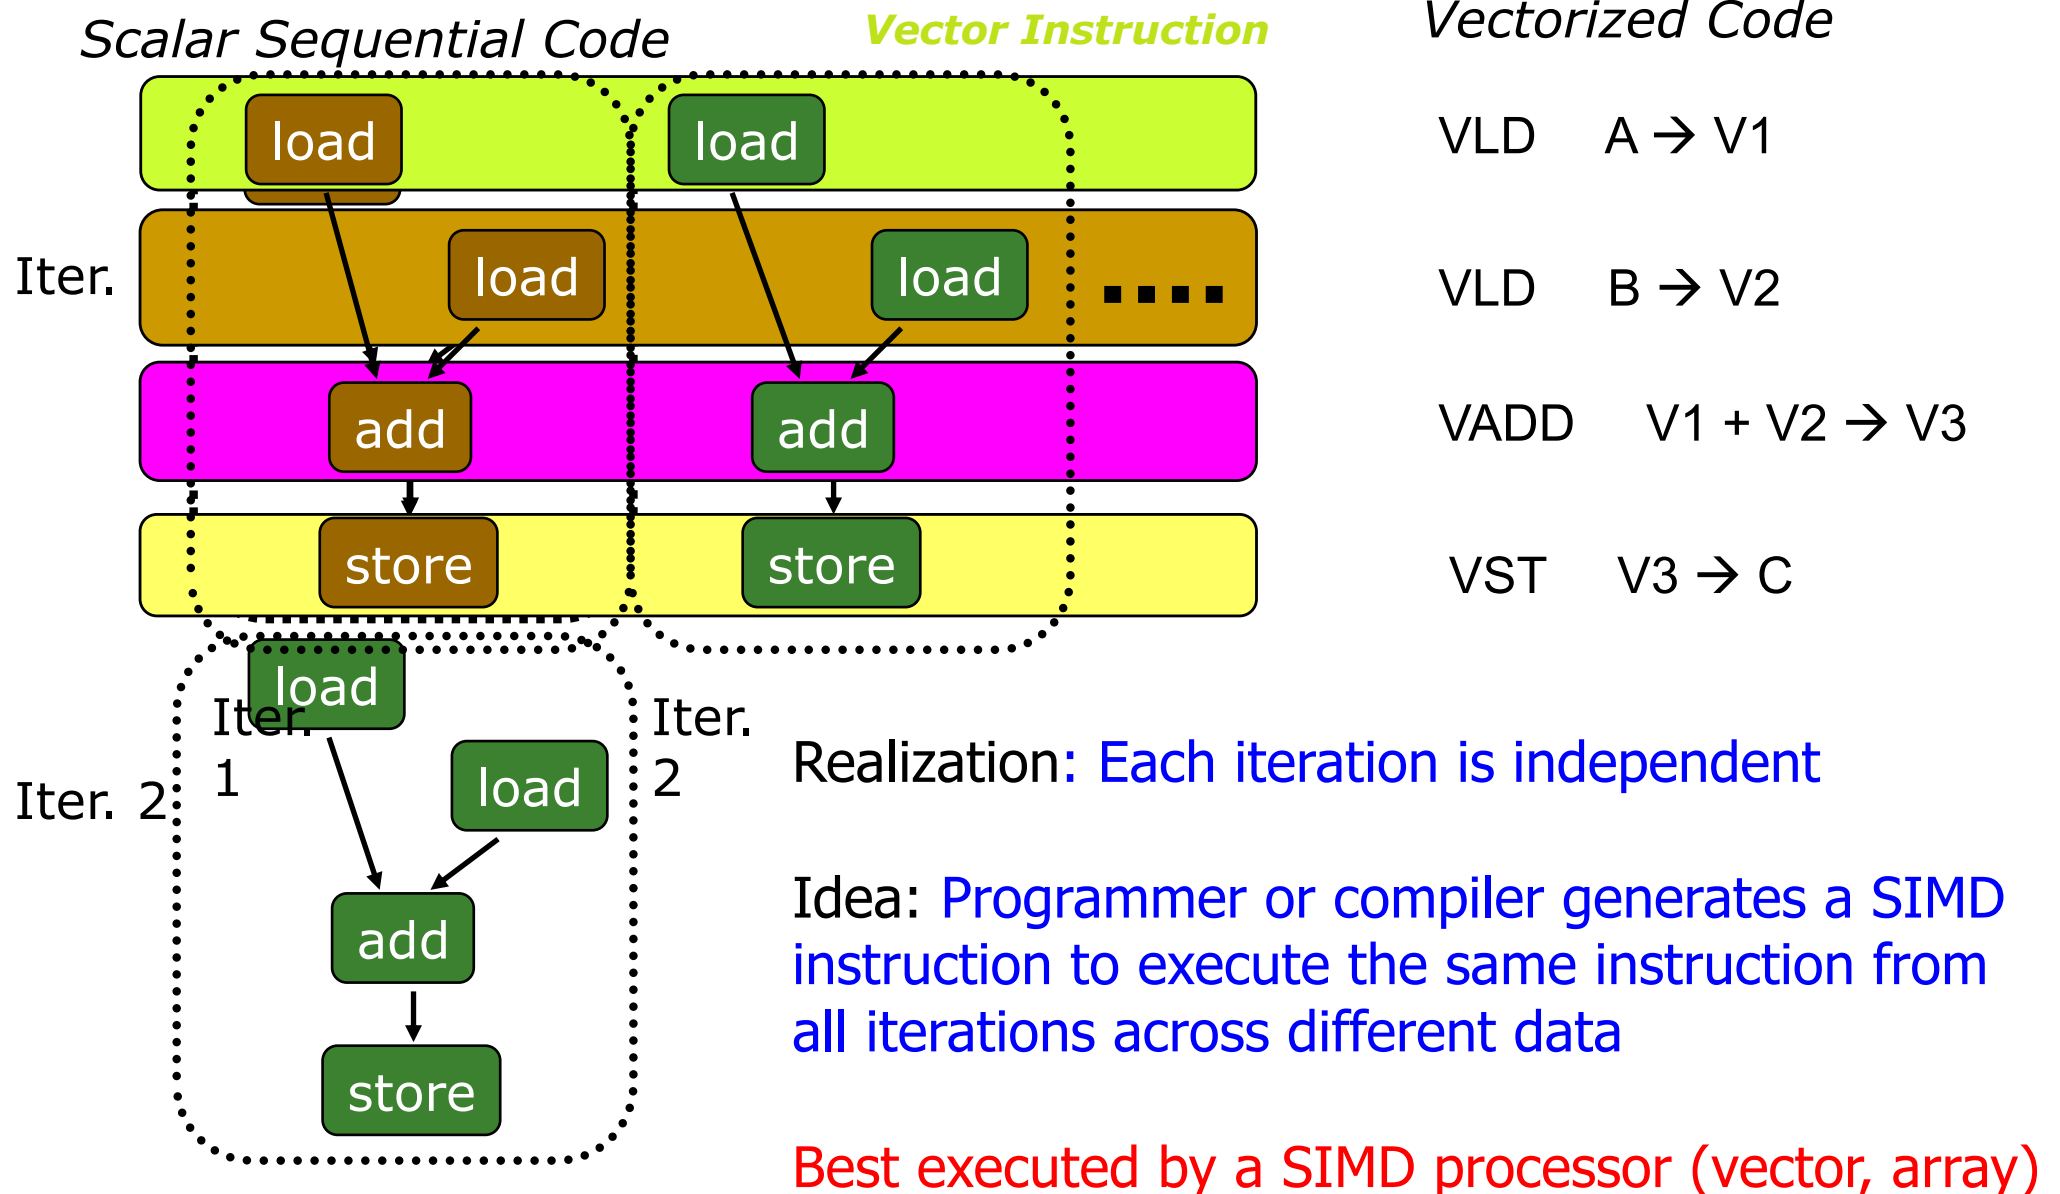 Scalar Sequential Code
Vector Instruction
Vectorized Code
load
load
VLD A → V1
Iter.
load
load
....
VLD B → V2
add
add
VADD V1 + V2 → V3
store
store
VST V3 → C
load
Iter.
1
Iter.
2
Iter. 2
load
add
store
Realization: Each iteration is independent
Idea: Programmer or compiler generates a SIMD
instruction to execute the same instruction from
all iterations across different data
Best executed by a SIMD processor (vector, array)